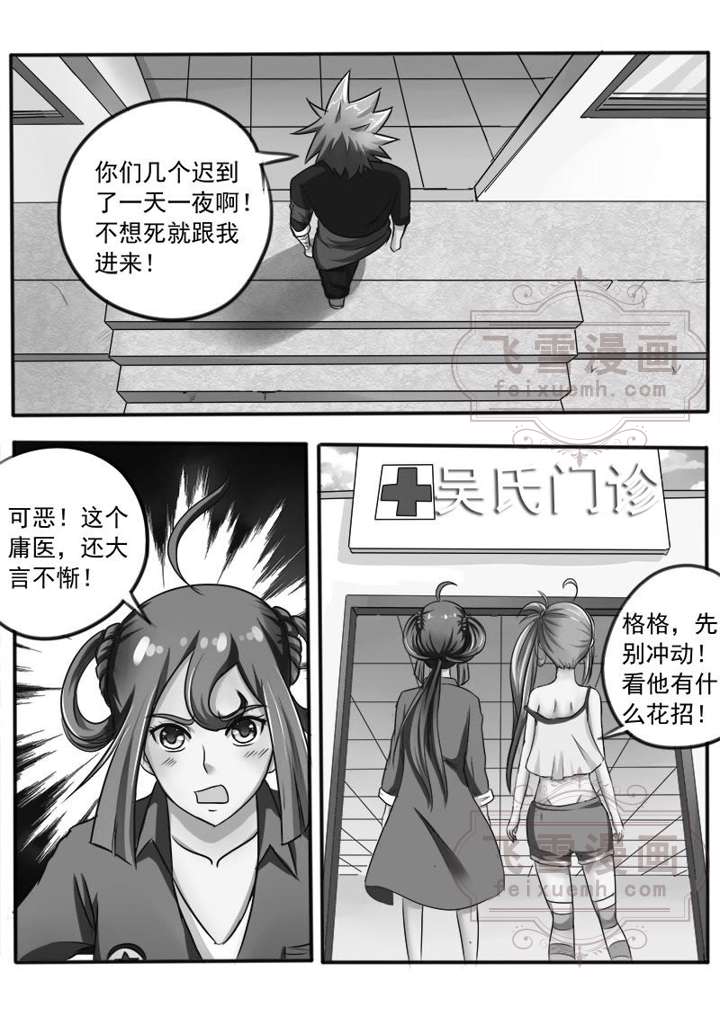 你们几个迟到
了一天一夜啊！
不想死就跟我
进来！
飞雪漫画
feixuemh.com
可恶！这个
庸医，还大
言不惭！
吴氏门诊
格格，先
别冲动！
看他有什
么花招！
飞雪漫画
feixuemh.com